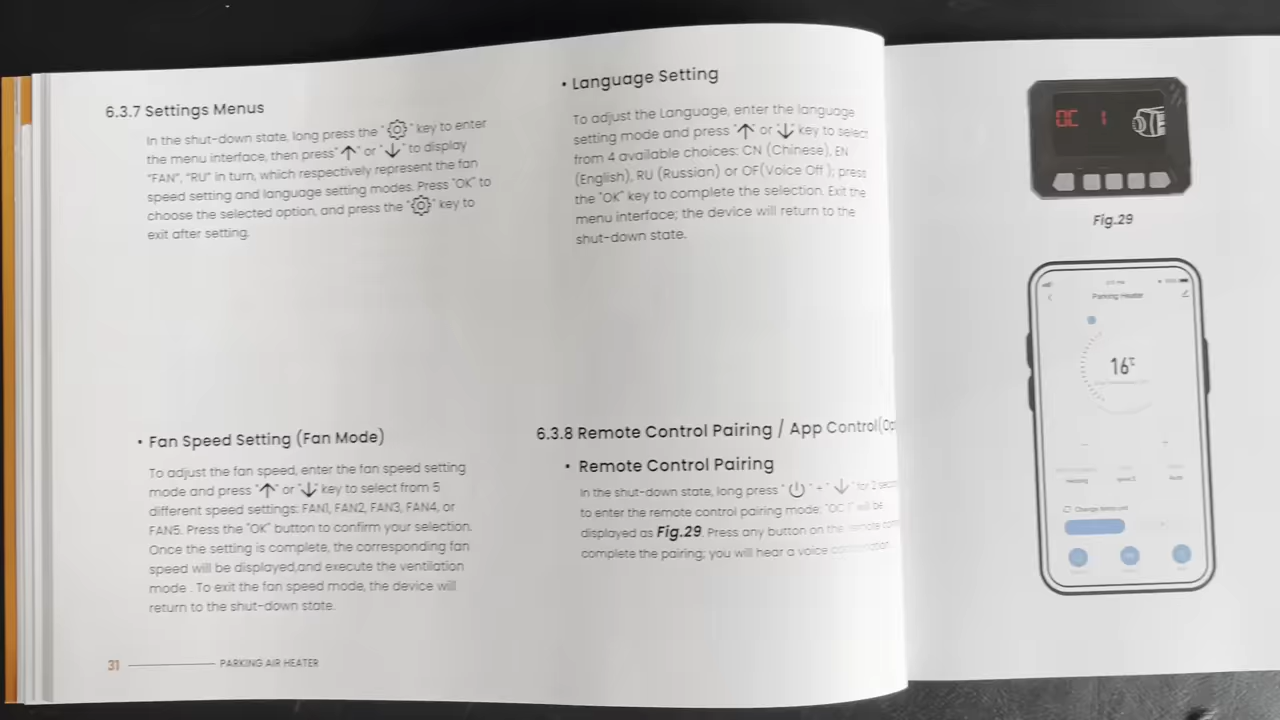 6.3.7 Settings Menus
In the shut-down state, long press the " " key to enter
the menu interface, then press"↑" or "↓" to display
"FAN", "RU" in turn, which respectively represent the fan
speed setting and language setting modes. Press "OK" to
choose the selected option, and press the " " key to
exit after setting.
• Fan Speed Setting (Fan Mode)
To adjust the fan speed, enter the fan speed setting
mode and press "↑" or "↓" key to select from 5
different speed settings: FAN1, FAN2, FAN3, FAN4, or
FAN5. Press the "OK" button to confirm your selection.
Once the setting is complete, the corresponding fan
speed will be displayed,and execute the ventilation
mode . To exit the fan speed mode, the device will
return to the shut-down state.
31 PARKING AIR HEATER
• Language Setting
To adjust the Language, enter the language
setting mode and press "↑" or "↓" key to select
from 4 available choices: CN (Chinese), EN
(English), RU (Russian) or OF(Voice Off ); press
the "OK" key to complete the selection. Exit the
menu interface; the device will return to the
shut-down state.
6.3.8 Remote Control Pairing / App Control(Op
• Remote Control Pairing
In the shut-down state, long press " " + " ↓ " for 2
to enter the remote control pairing mode; "OC 1" will be
displayed as Fig.29. Press any button on the remote
complete the pairing; you will hear a voice
OC 1
Fig.29
Parking Heater
16℃